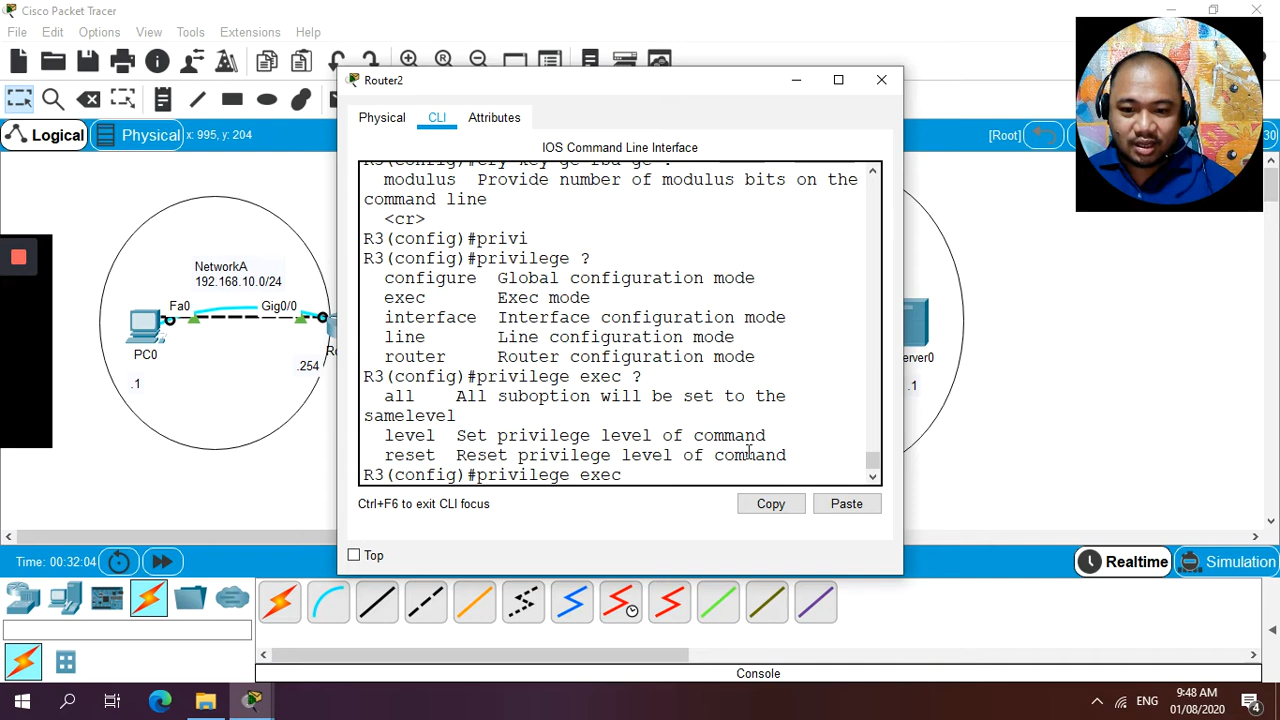 Cisco Packet Tracer
File Edit Options View Tools Extensions Help
Router2
Physical CLI Attributes
Logical Physical x: 995, y: 204
[Root]
30
IOS Command Line Interface
modulus Provide number of modulus bits on the
command line
<cr>
R3(config)#privi
R3(config)#privilege ?
configure Global configuration mode
exec Exec mode
interface Interface configuration mode
line Line configuration mode
router Router configuration mode
R3(config)#privilege exec ?
all All suboption will be set to the
samelevel
level Set privilege level of command
reset Reset privilege level of command
R3(config)#privilege exec
Ctrl+F6 to exit CLI focus
Copy Paste
Top
NetworkA
192.168.10.0/24
Fa0 Gig0/0
PC0
Ro
.254
.1
erver0
.1
Time: 00:32:04
Realtime Simulation
Console
ENG
9:48 AM
01/08/2020
4